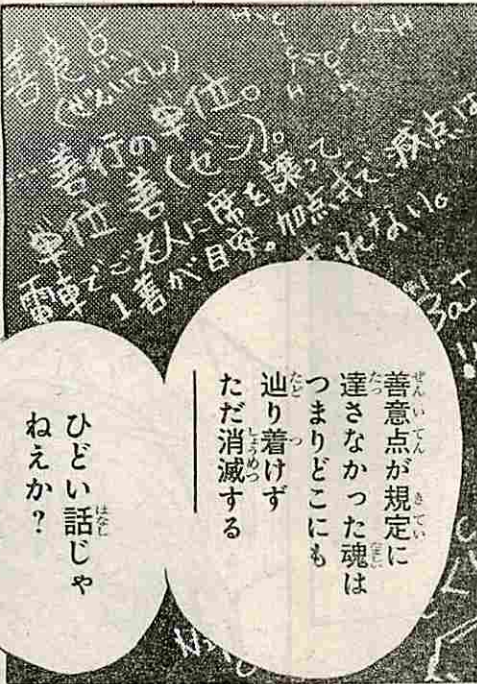 善意点
(ぜんいてん)
…善行の単位。
単位 善(ゼン)。
電車でご老人に席を譲って
1善が目安。加点式で、減点は
されない。
善意点が規定に
達さなかった魂は
つまりどこにも
辿り着けず
ただ消滅する
ひどい話じゃ
ねえか？